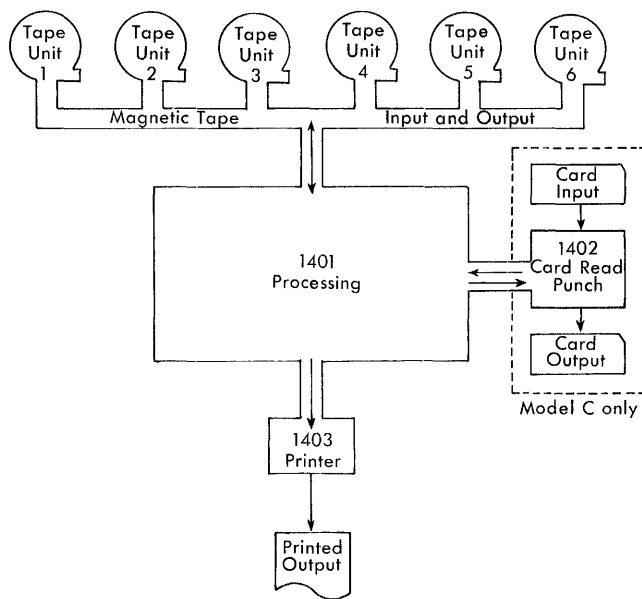 Tape
Unit
1
Tape
Unit
2
Tape
Unit
3
Tape
Unit
4
Tape
Unit
5
Tape
Unit
6
Magnetic Tape
Input and Output
Card
Input
1402
Card Read
Punch
Card
Output
Model C only
1401
Processing
1403
Printer
Printed
Output